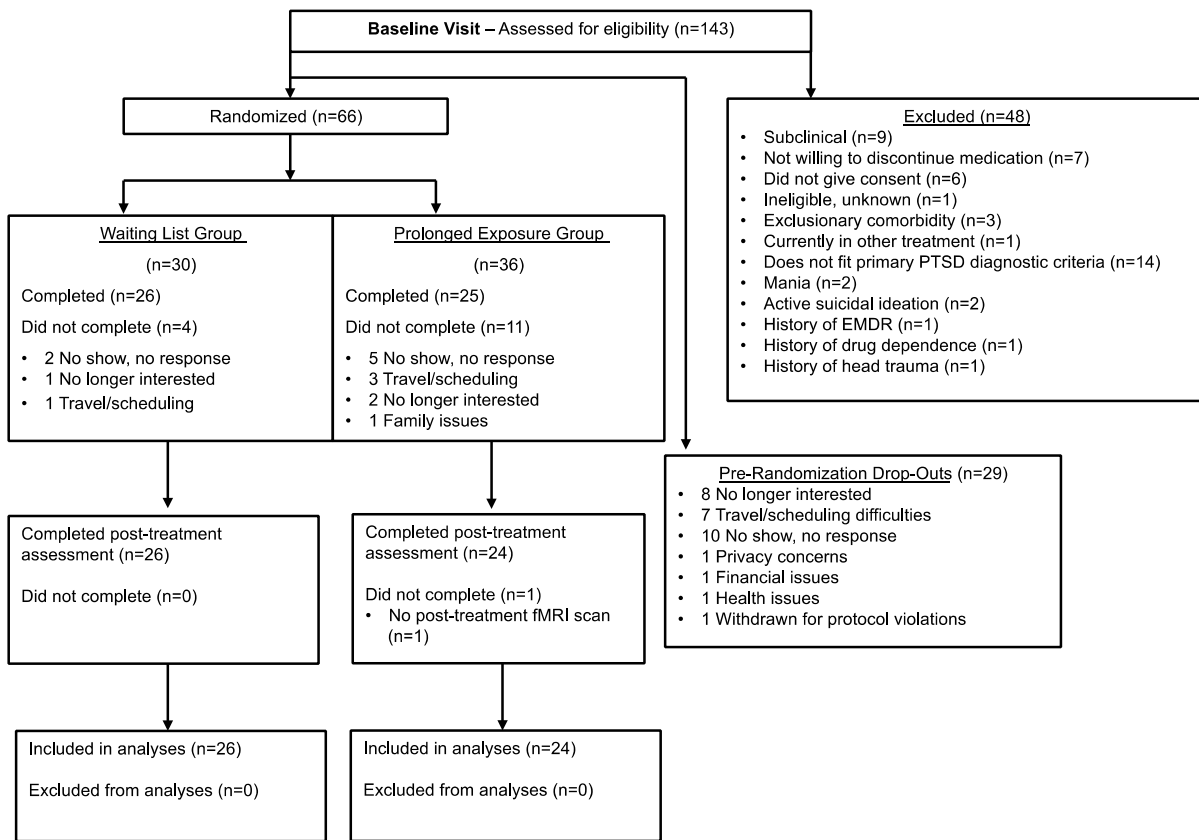 Baseline Visit – Assessed for eligibility (n=143)
Randomized (n=66)
Excluded (n=48)
• Subclinical (n=9)
• Not willing to discontinue medication (n=7)
• Did not give consent (n=6)
• Ineligible, unknown (n=1)
• Exclusionary comorbidity (n=3)
• Currently in other treatment (n=1)
• Does not fit primary PTSD diagnostic criteria (n=14)
• Mania (n=2)
• Active suicidal ideation (n=2)
• History of EMDR (n=1)
• History of drug dependence (n=1)
• History of head trauma (n=1)
Waiting List Group
(n=30)
Completed (n=26)
Did not complete (n=4)
• 2 No show, no response
• 1 No longer interested
• 1 Travel/scheduling
Prolonged Exposure Group
(n=36)
Completed (n=25)
Did not complete (n=11)
• 5 No show, no response
• 3 Travel/scheduling
• 2 No longer interested
• 1 Family issues
Pre-Randomization Drop-Outs (n=29)
• 8 No longer interested
• 7 Travel/scheduling difficulties
• 10 No show, no response
• 1 Privacy concerns
• 1 Financial issues
• 1 Health issues
• 1 Withdrawn for protocol violations
Completed post-treatment
assessment (n=26)
Did not complete (n=0)
Completed post-treatment
assessment (n=24)
Did not complete (n=1)
• No post-treatment fMRI scan
(n=1)
Included in analyses (n=26)
Excluded from analyses (n=0)
Included in analyses (n=24)
Excluded from analyses (n=0)